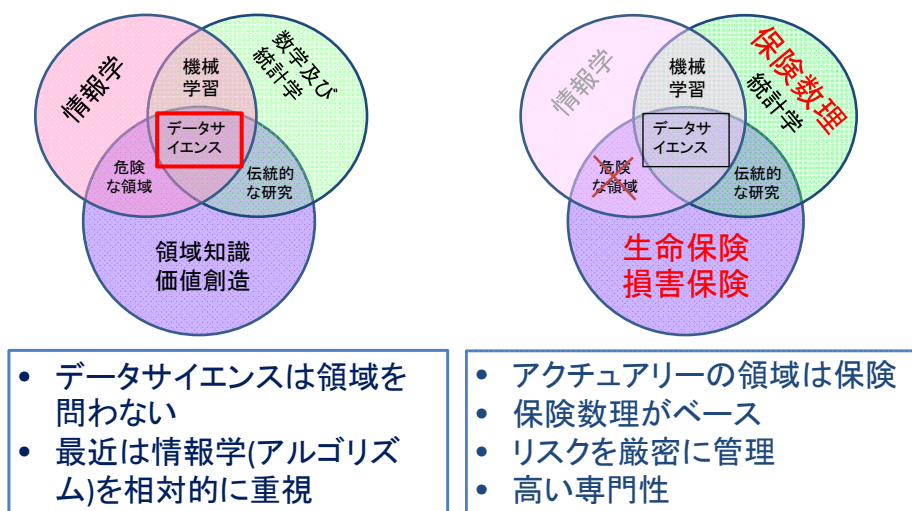 情報学
機械
学習
数学及び
統計学
データサ
イエンス
危険
な領域
伝統的
な研究
領域知識
価値創造
• データサイエンスは領域を
問わない
• 最近は情報学(アルゴリズ
ム)を相対的に重視
情報学
機械
学習
保険数理
統計学
データサ
イエンス
危険
な領域
伝統的
な研究
生命保険
損害保険
• アクチュアリーの領域は保険
• 保険数理がベース
• リスクを厳密に管理
• 高い専門性